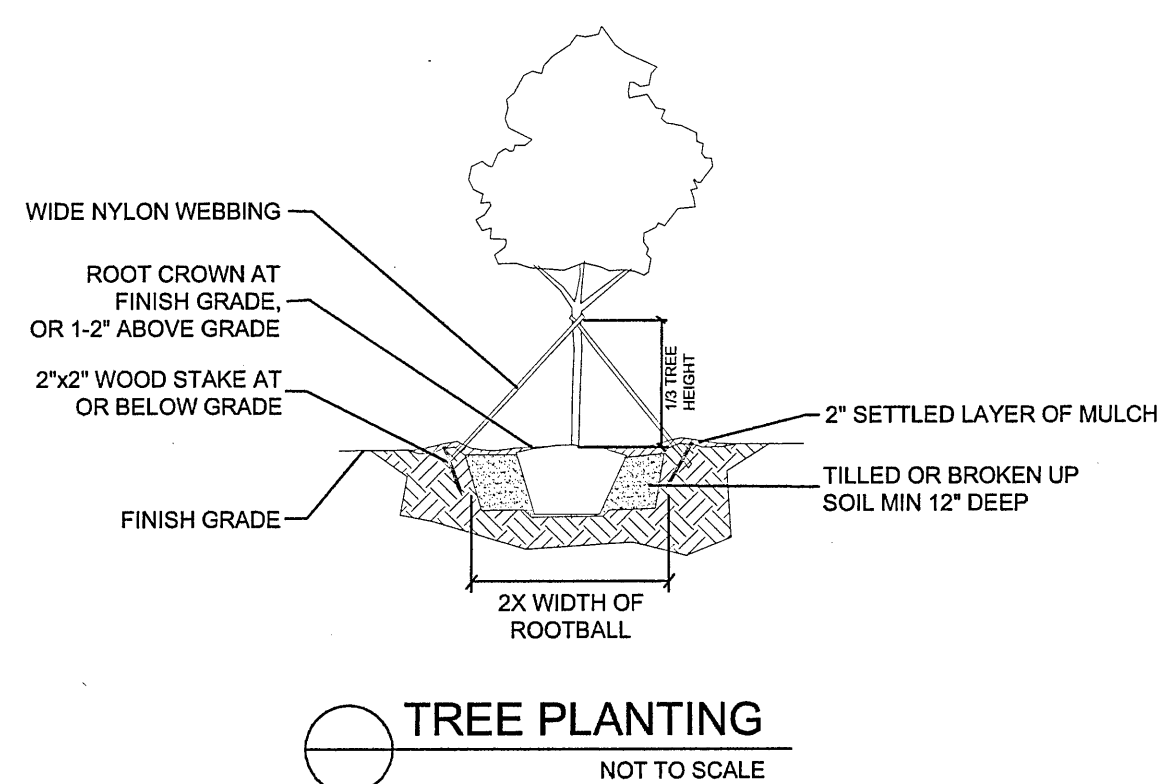 WIDE NYLON WEBBING
ROOT CROWN AT
FINISH GRADE,
OR 1-2" ABOVE GRADE
2"x2" WOOD STAKE AT
OR BELOW GRADE
FINISH GRADE
1/3 TREE
HEIGHT
2" SETTLED LAYER OF MULCH
TILLED OR BROKEN UP
SOIL MIN 12" DEEP
2X WIDTH OF
ROOTBALL
TREE PLANTING
NOT TO SCALE